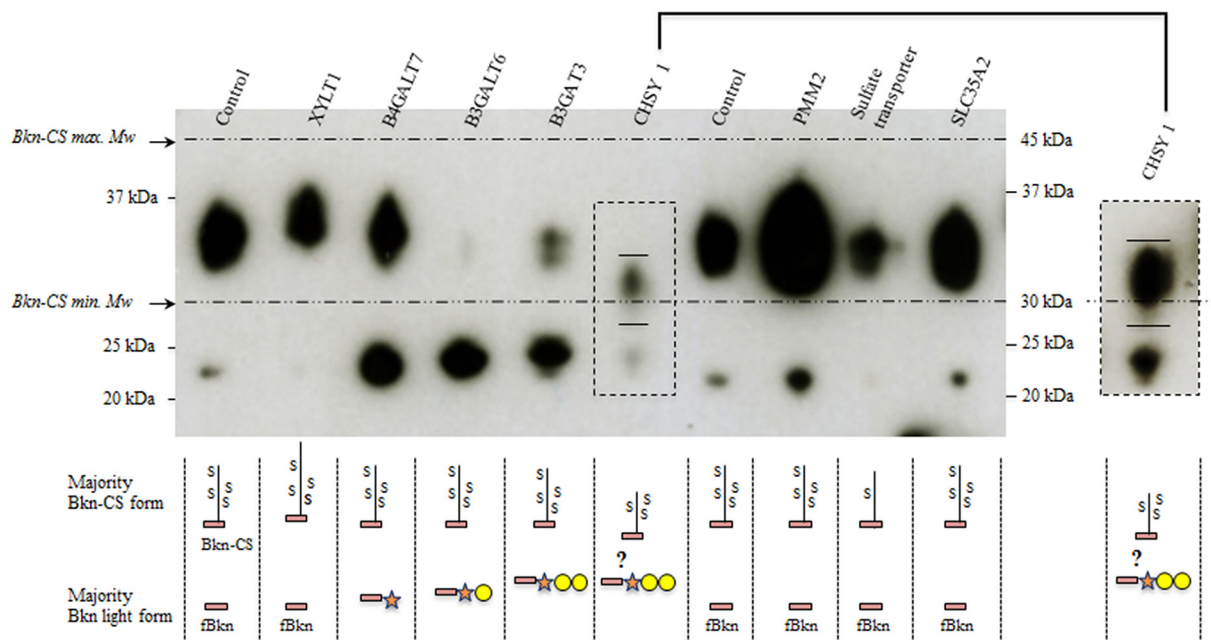 Control
XYLT1
B4GALT7
B3GALT6
B3GAT3
CHSY 1
Control
PMM2
Sulfate
transporter
SLC35A2
CHSY 1
Bkn-CS max. Mw
45 kDa
37 kDa
37 kDa
Bkn-CS min. Mw
30 kDa
25 kDa
25 kDa
20 kDa
20 kDa
Majority
Bkn-CS form
S S S S
S S S S
S S S S
S S S S
S S S S
S S S
S S S S
S S S S
S
S S S S
S S S
Bkn-CS
? ?
Majority
Bkn light form
fBkn fBkn fBkn fBkn fBkn fBkn